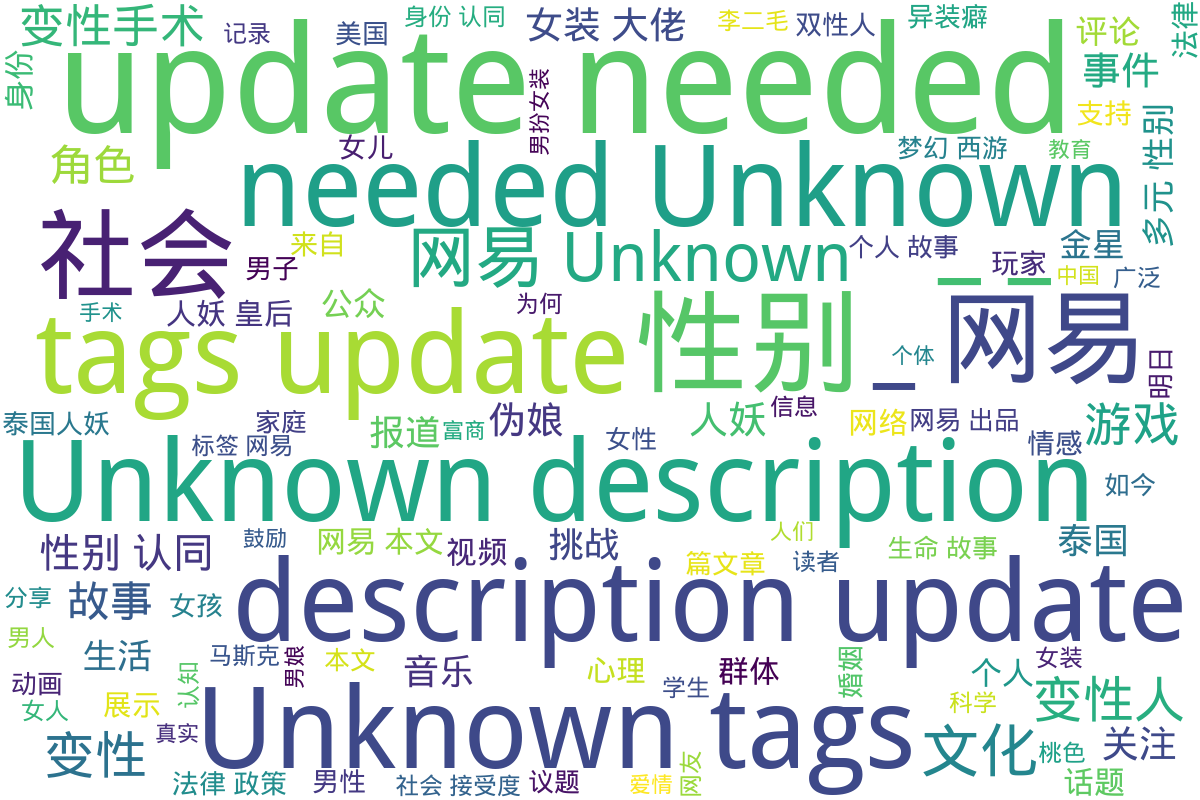 变性手术 记录 美国 身份 认同 女装 大佬 李二毛 双性人 异装癖 评论 法律
身份 update needed 男扮女装 事件 支持
角色 女儿 梦幻 西游 教育 多元 性别
needed Unknown
社会 来自 男子 网易 Unknown 个人 故事 玩家 金星 中国 广泛
手术 人妖 皇后 公众 为何 性别 _ 网易 _ _ 个体 明日
tags update
泰国人妖 家庭 标签 网易 报道 富商 伪娘 女性 人妖 信息 网络 网易 出品 情感 游戏
Unknown description 如今
性别 认同 鼓励 网易 本文 视频 挑战 篇文章 人们 读者 生命 故事 泰国
分享 故事 女孩 description update
男人 生活 马斯克 男娘 本文 音乐 心理 学生 群体 婚姻 个人 女装
动画 女人 展示 认知 科学 变性人
变性 真实 Unknown tags 文化 桃色 关注
法律 政策 男性 社会 接受度 议题 爱情 网友 话题